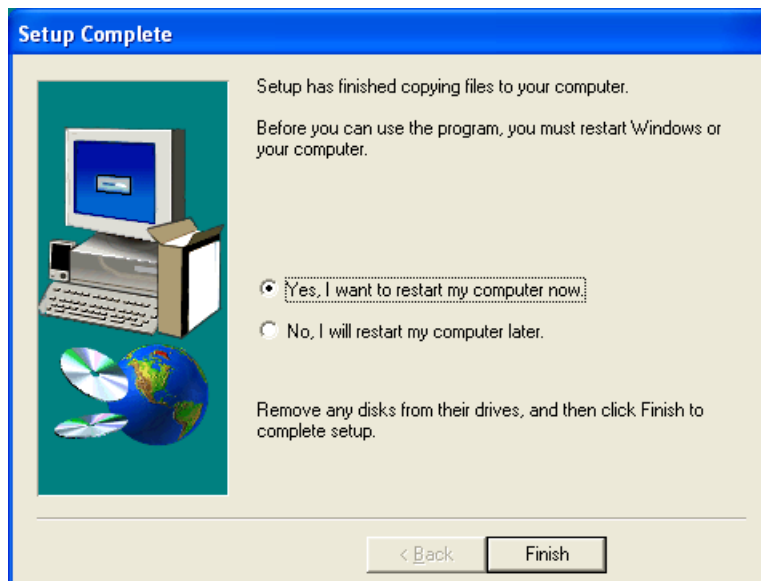 Setup Complete
Setup has finished copying files to your computer.
Before you can use the program, you must restart Windows or
your computer.
Yes, I want to restart my computer now.
No, I will restart my computer later.
Remove any disks from their drives, and then click Finish to
complete setup.
< Back
Finish